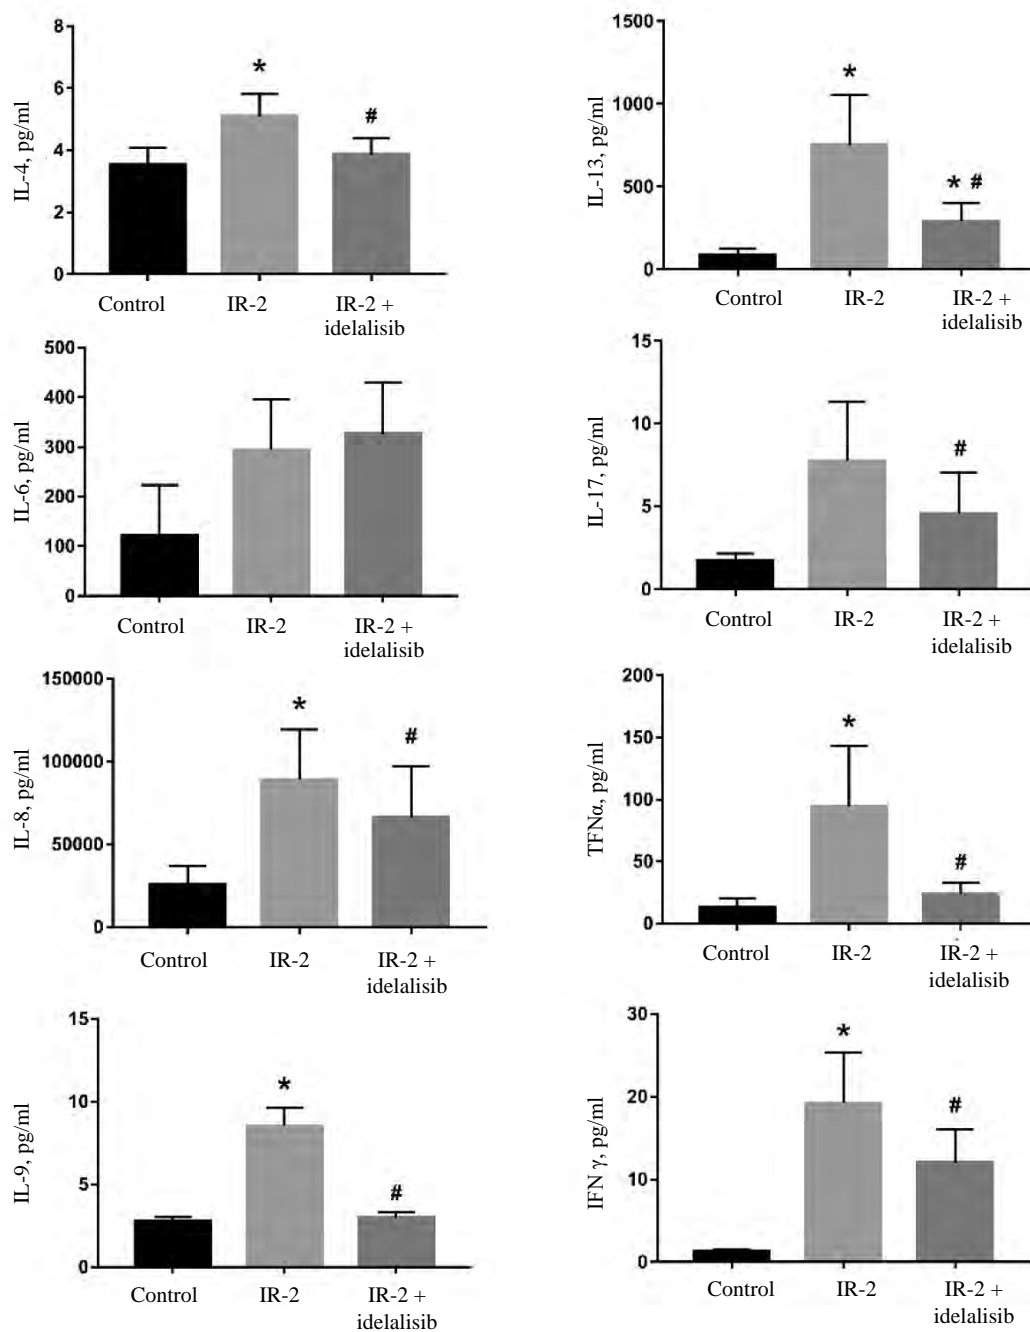 IL-4, pg/ml
8
6
4
2
0
*
#
Control
IR-2
IR-2 +
idelalisib
IL-13, pg/ml
1500
1000
500
0
*
* #
Control
IR-2
IR-2 +
idelalisib
IL-6, pg/ml
500
400
300
200
100
0
Control
IR-2
IR-2 +
idelalisib
IL-17, pg/ml
15
10
5
0
#
Control
IR-2
IR-2 +
idelalisib
IL-8, pg/ml
150000
100000
50000
0
*
#
Control
IR-2
IR-2 +
idelalisib
TFNα, pg/ml
200
150
100
50
0
*
#
Control
IR-2
IR-2 +
idelalisib
IL-9, pg/ml
15
10
5
0
*
#
Control
IR-2
IR-2 +
idelalisib
IFN γ, pg/ml
30
20
10
0
*
#
Control
IR-2
IR-2 +
idelalisib